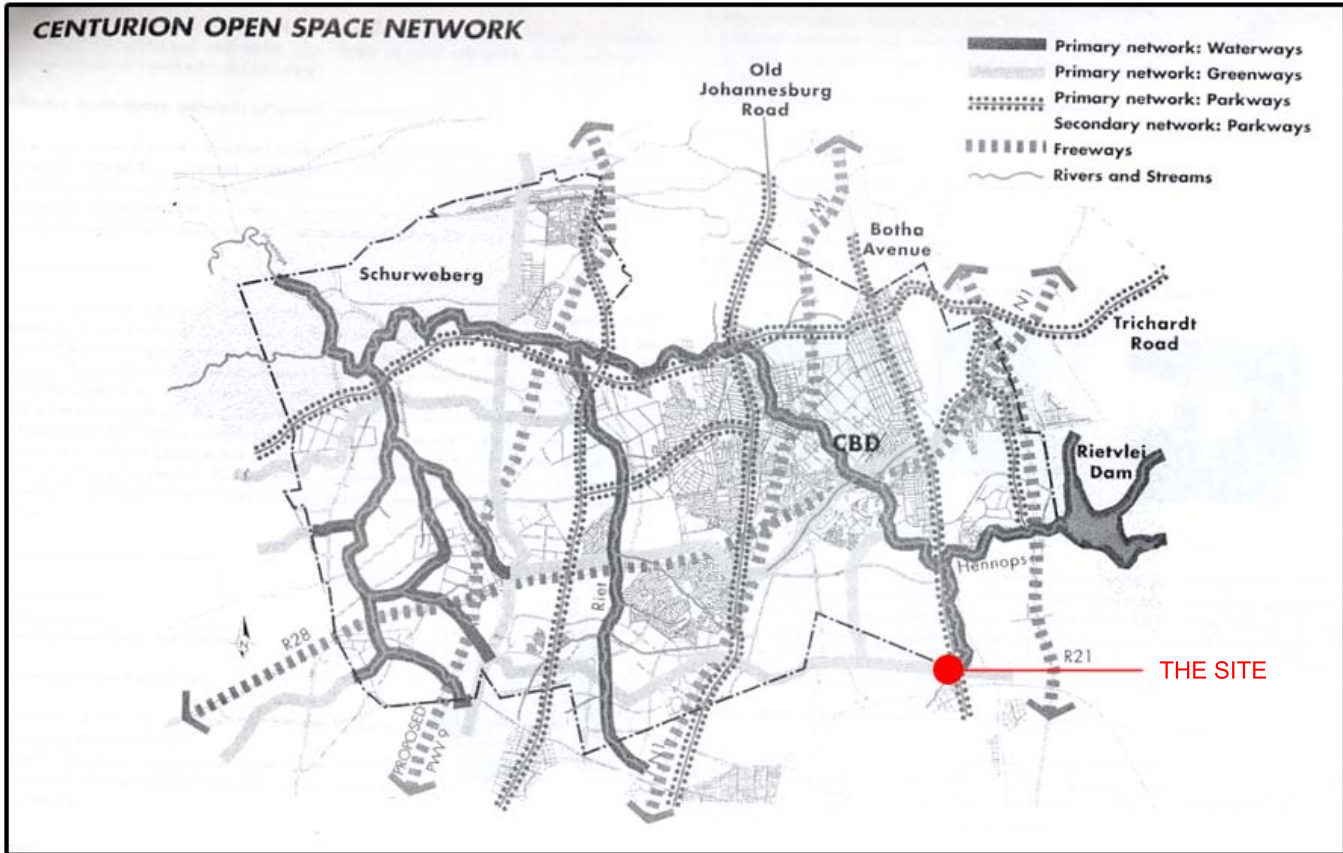 CENTURION OPEN SPACE NETWORK
Primary network: Waterways
Primary network: Greenways
Primary network: Parkways
Secondary network: Parkways
Freeways
Rivers and Streams
Old
Johannesburg
Road
M1
Botha
Avenue
Schurweberg
N1
Trichardt
Road
CBD
Rietvlei
Dam
Hennops
Riet
R28
R21
THE SITE
PROPOSED
PWV 9
N1
N